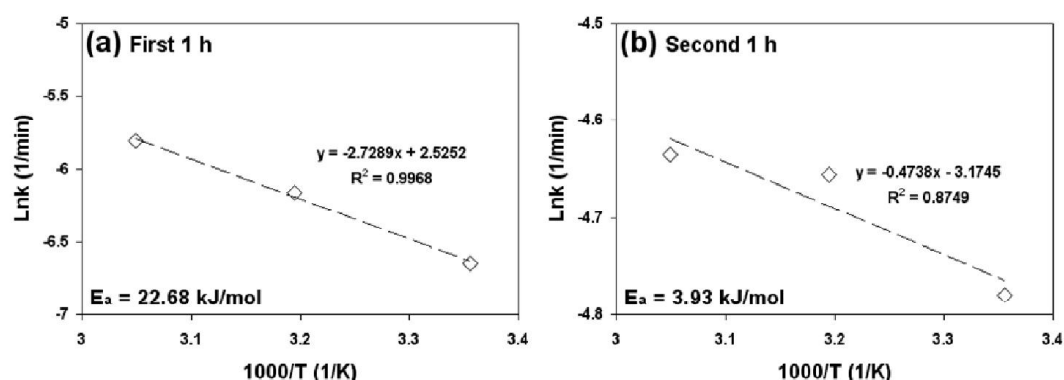 (a) First 1 h
-5
-5.5
-6
-6.5
-7
Lnk (1/min)
y = -2.7289x + 2.5252
R² = 0.9968
Eₐ = 22.68 kJ/mol
3 3.1 3.2 3.3 3.4
1000/T (1/K)
(b) Second 1 h
-4.5
-4.6
-4.7
-4.8
Lnk (1/min)
y = -0.4738x - 3.1745
R² = 0.8749
Eₐ = 3.93 kJ/mol
3 3.1 3.2 3.3 3.4
1000/T (1/K)